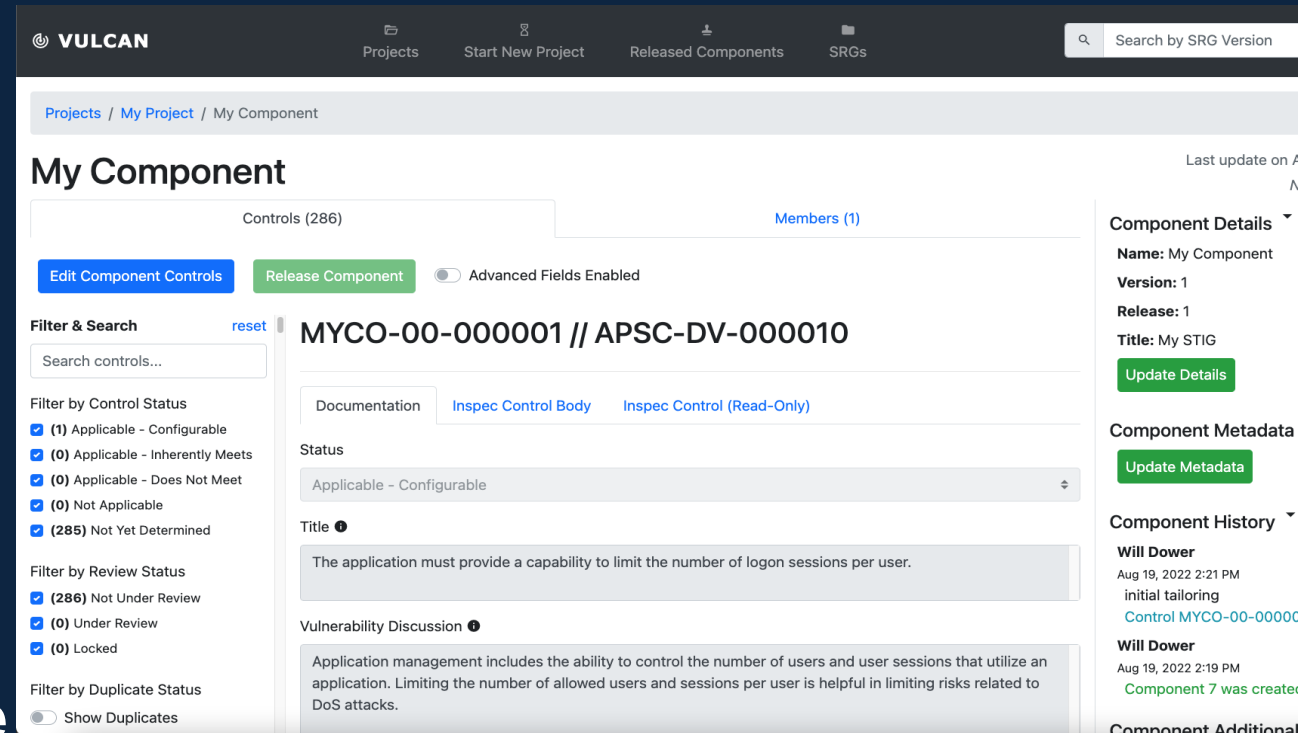 VULCAN
Projects
Start New Project
Released Components
SRGs
Search by SRG Version
Projects / My Project / My Component
My Component
Last update on
Controls (286)
Members (1)
Edit Component Controls
Release Component
Advanced Fields Enabled
Filter & Search
reset
Search controls...
Filter by Control Status
(1) Applicable - Configurable
(0) Applicable - Inherently Meets
(0) Applicable - Does Not Meet
(0) Not Applicable
(285) Not Yet Determined
Filter by Review Status
(286) Not Under Review
(0) Under Review
(0) Locked
Filter by Duplicate Status
Show Duplicates
MYCO-00-000001 // APSC-DV-000010
Documentation
Inspec Control Body
Inspec Control (Read-Only)
Status
Applicable - Configurable
Title
The application must provide a capability to limit the number of logon sessions per user.
Vulnerability Discussion
Application management includes the ability to control the number of users and user sessions that utilize an
application. Limiting the number of allowed users and sessions per user is helpful in limiting risks related to
DoS attacks.
Component Details
Name: My Component
Version: 1
Release: 1
Title: My STIG
Update Details
Component Metadata
Update Metadata
Component History
Will Dower
Aug 19, 2022 2:21 PM
initial tailoring
Control MYCO-00-00000
Will Dower
Aug 19, 2022 2:19 PM
Component 7 was created
Component Additional